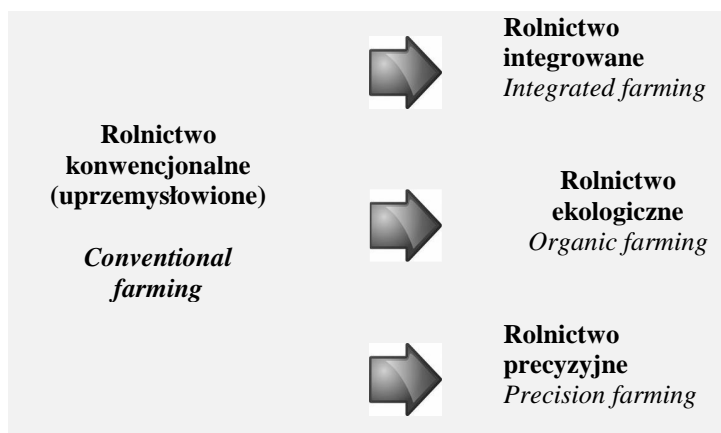 Rolnictwo
konwencjonalne
(uprzemysłowione)
Conventional
farming
Rolnictwo
integrowane
Integrated farming
Rolnictwo
ekologiczne
Organic farming
Rolnictwo
precyzyjne
Precision farming